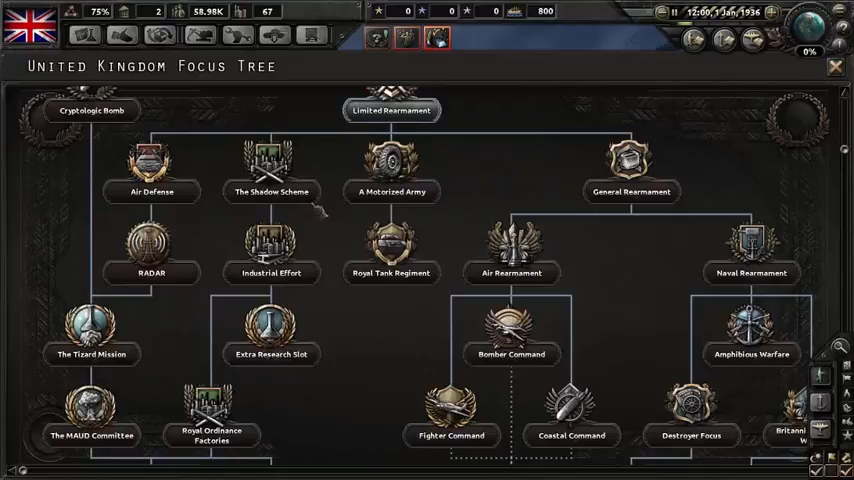 75%
2
58.98K
67
0
0
0
800
12:00, 1 Jan, 1936
0%
United Kingdom Focus Tree
Cryptologic Bomb
Limited Rearmament
Air Defense
The Shadow Scheme
A Motorized Army
General Rearmament
RADAR
Industrial Effort
Royal Tank Regiment
Air Rearmament
Naval Rearmament
The Tizard Mission
Extra Research Slot
Bomber Command
Amphibious Warfare
The MAUD Committee
Royal Ordinance
Factories
Fighter Command
Coastal Command
Destroyer Focus
Britanni
W